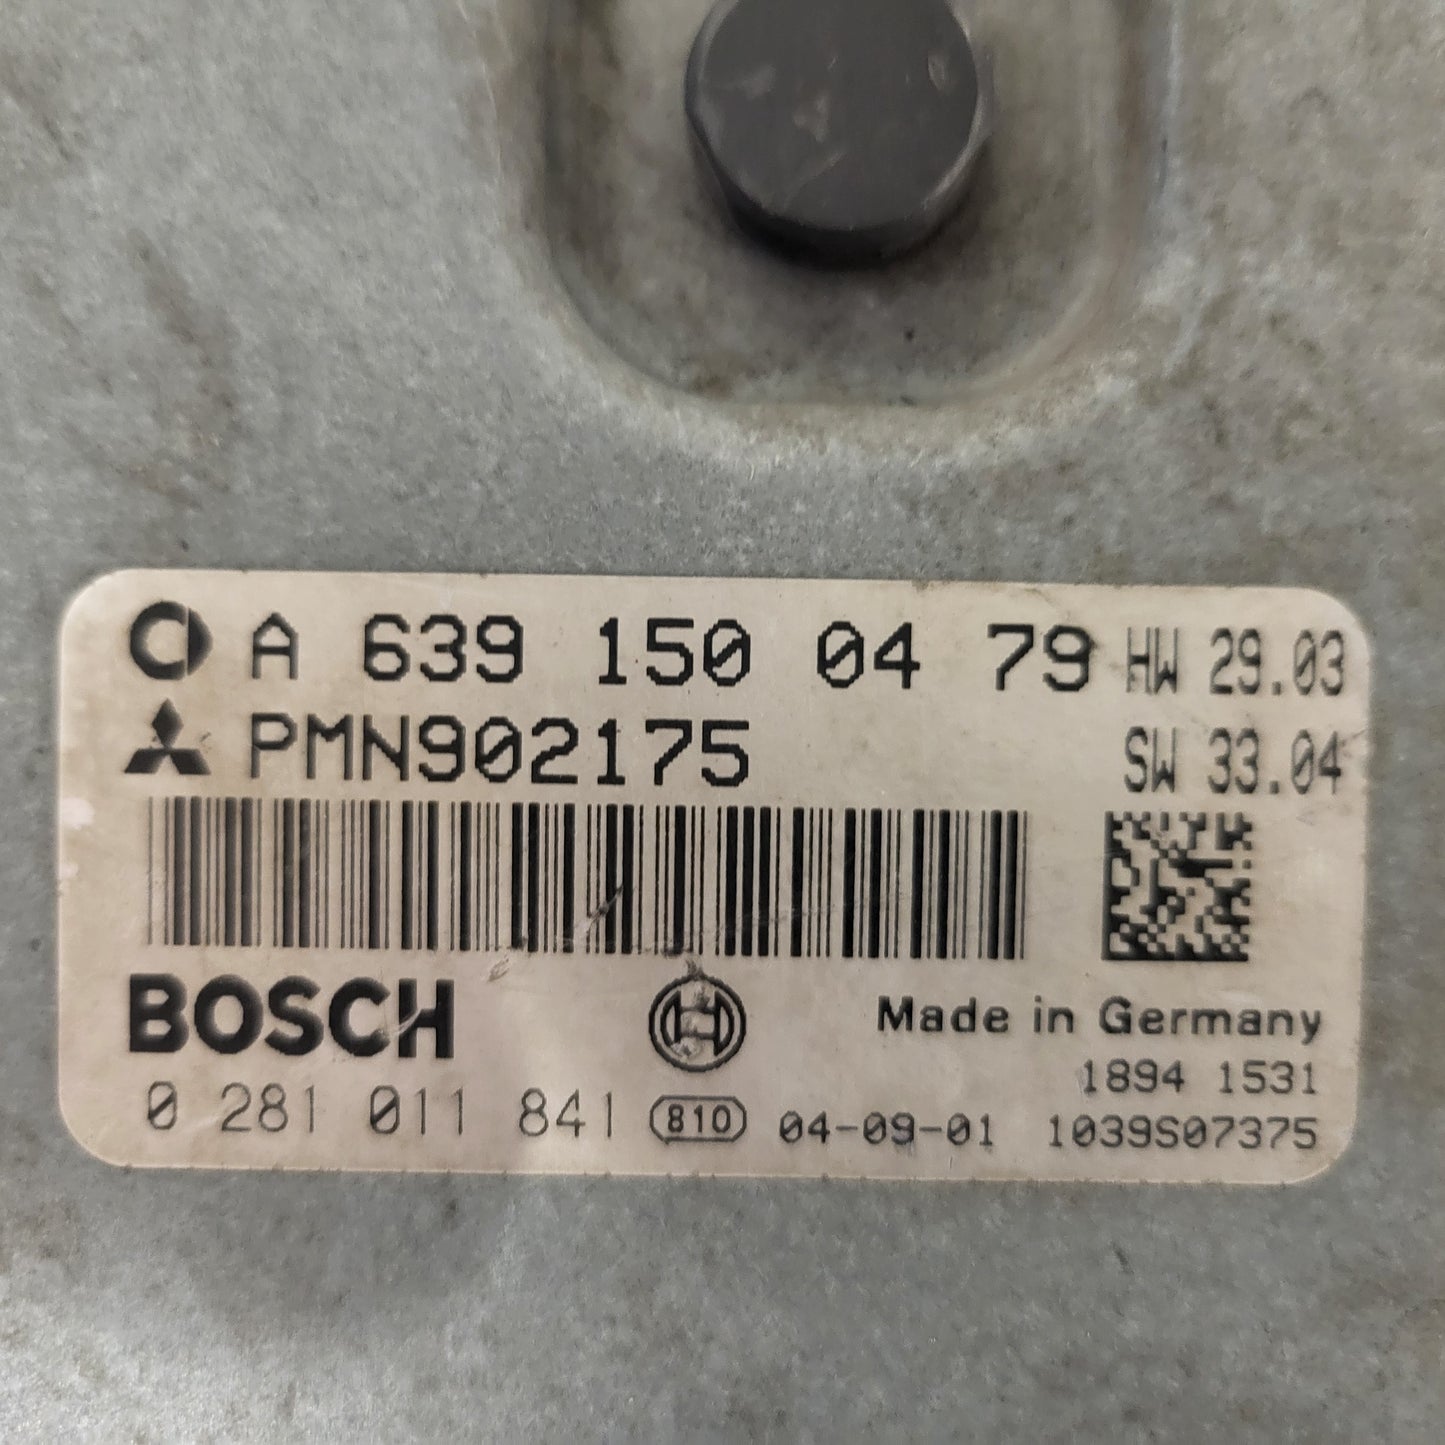 A 639 150 04 79 HW 29.03
PMN902175 SW 33.04
BOSCH
Made in Germany
1894 1531
0 281 011 841 810 04-09-01 1039S07375